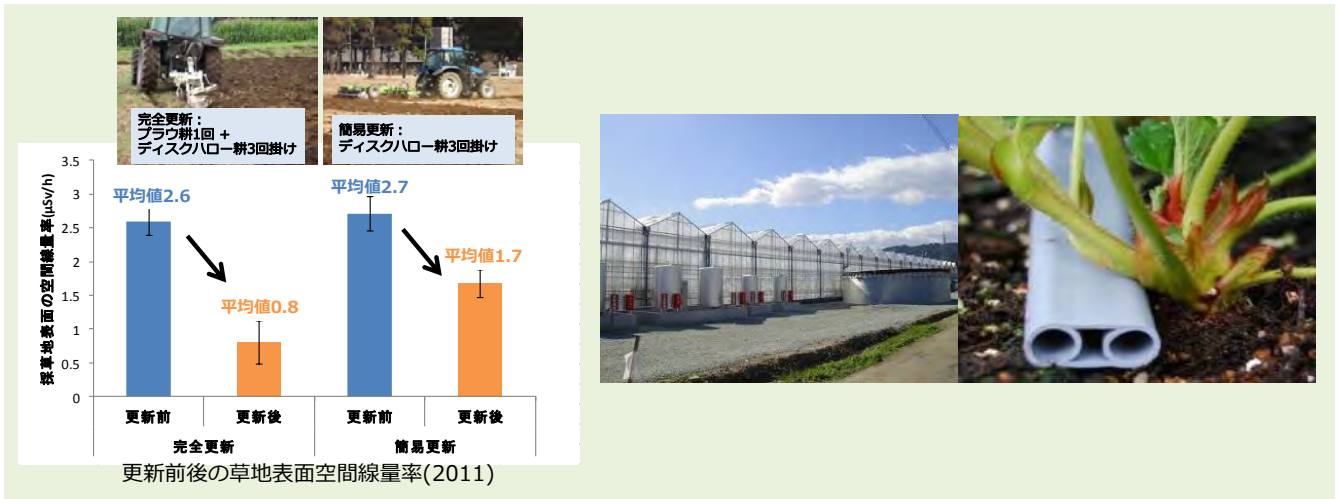 完全更新：
プラウ耕1回 +
ディスクハロー耕3回掛け
簡易更新：
ディスクハロー耕3回掛け
採草地表面の空間線量率(μSv/h)
3.5
3
2.5
2
1.5
1
0.5
0
平均値2.6
平均値0.8
平均値2.7
平均値1.7
更新前
更新後
更新前
更新後
完全更新
簡易更新
更新前後の草地表面空間線量率(2011)